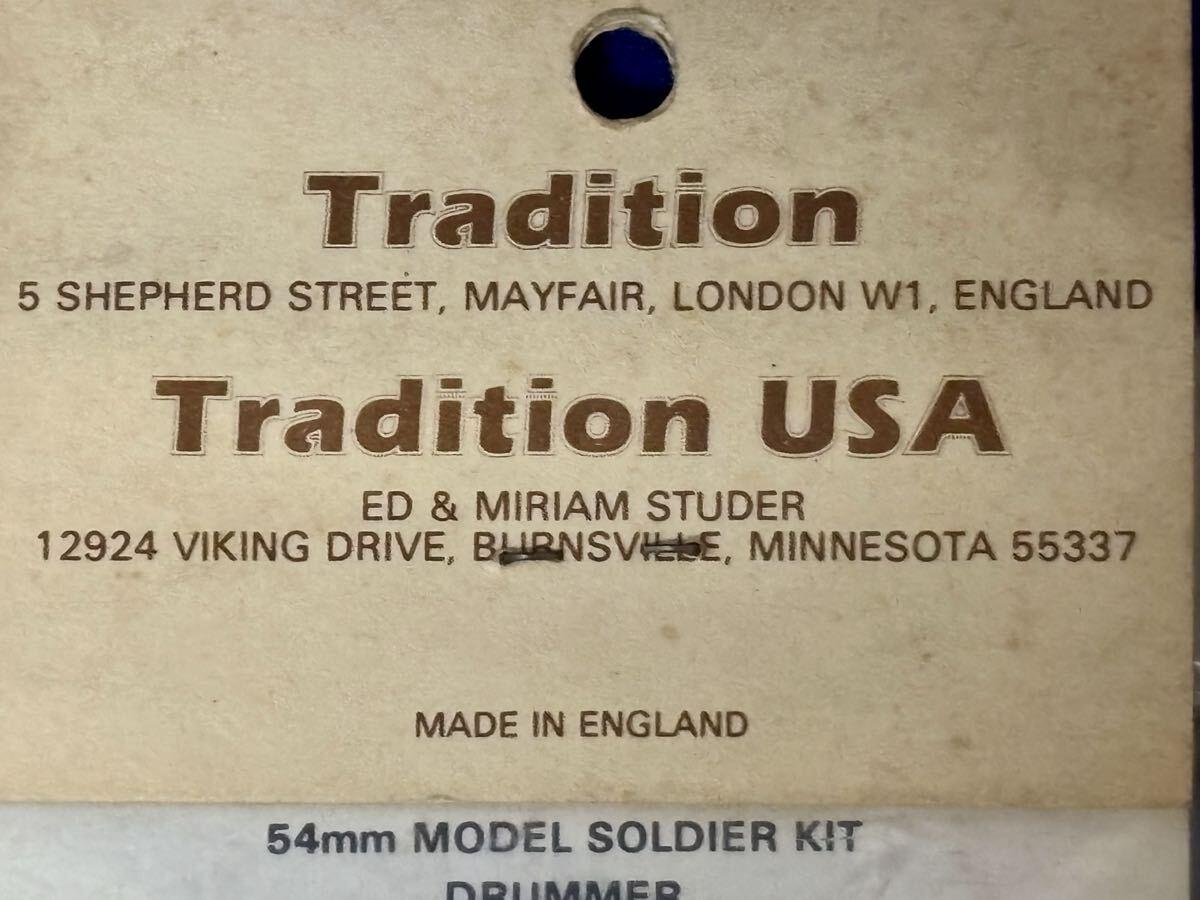 Tradition
5 SHEPHERD STREET, MAYFAIR, LONDON W1, ENGLAND
Tradition USA
ED & MIRIAM STUDER
12924 VIKING DRIVE, BURNSVILLE, MINNESOTA 55337
MADE IN ENGLAND
54mm MODEL SOLDIER KIT
DRUMMER